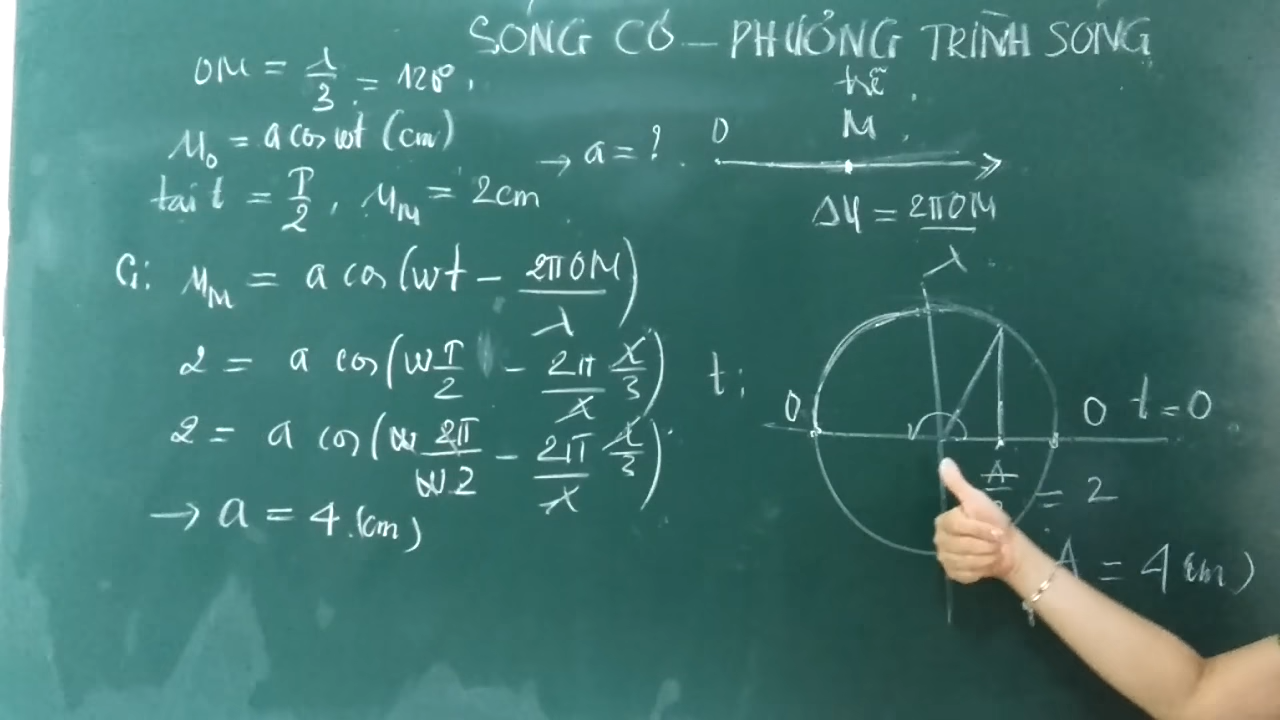 SÓNG CƠ – PHƯƠNG TRÌNH SÓNG
OM = λ/3 = 120°
u₀ = a cos ωt (cm)
→ a = ?
tại t = T/2, u_M = 2cm
trễ
O M
Δφ = 2πOM/λ
G: u_M = a cos(ωt - 2πOM/λ)
2 = a cos(ω T/2 - 2π/λ λ/3)
2 = a cos(ω 2π/ω2 - 2π/λ λ/3)
→ a = 4 (cm)
t:
O
O t=0
= 2
A = 4 (cm)